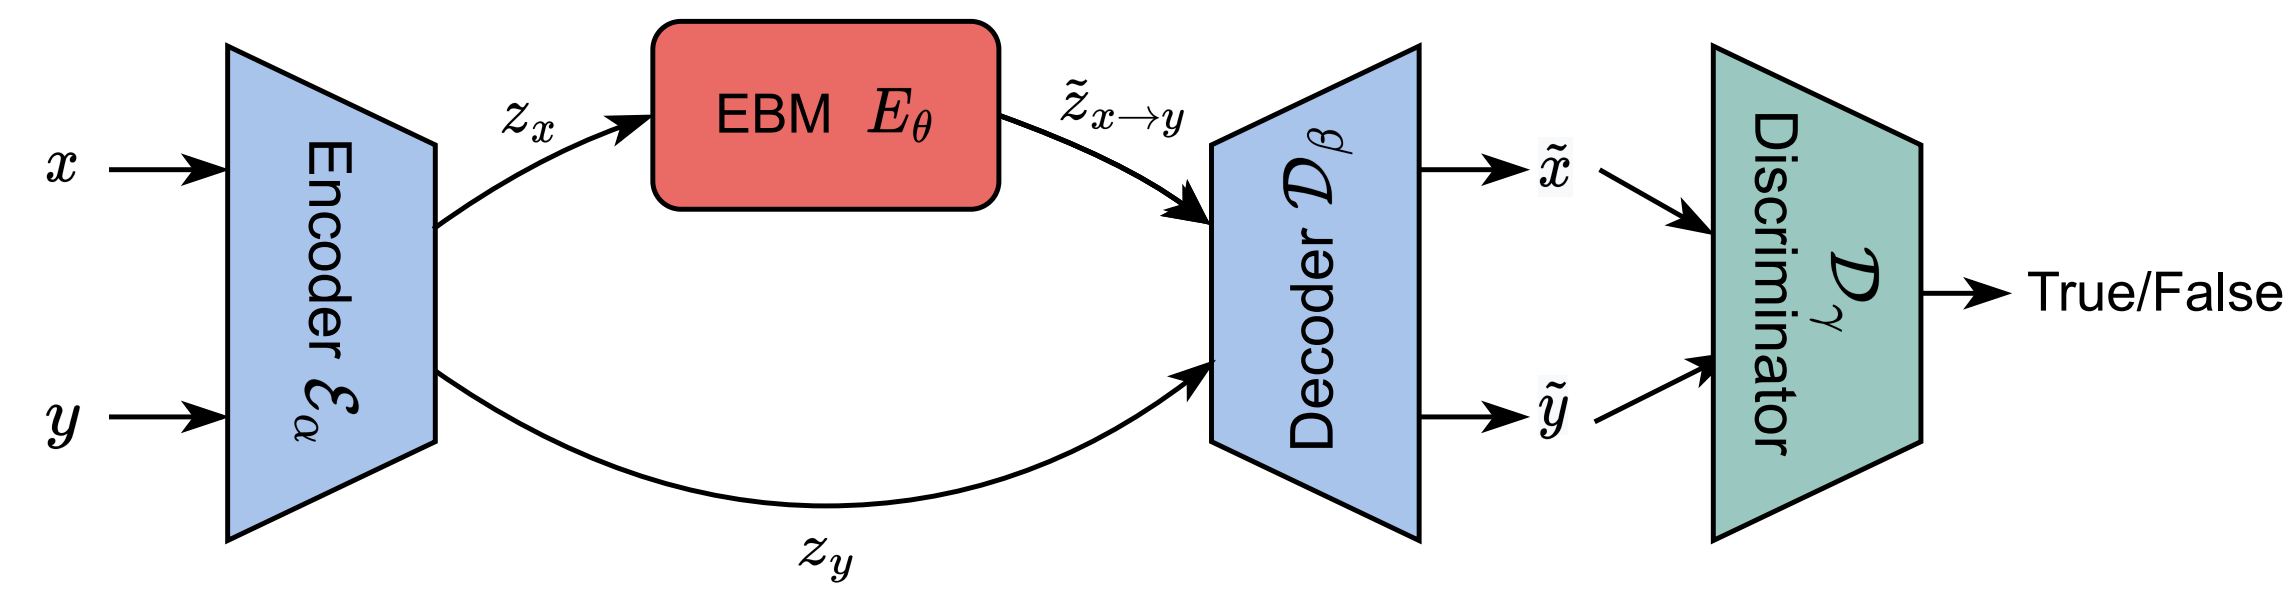 x
y
Encoder ℰ_α
z_x
EBM E_θ
z̃_{x→y}
z_y
Decoder 𝒟_β
x̃
ỹ
Discriminator
𝒟_γ
True/False